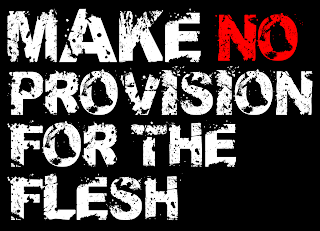 MAKE NO
PROVISION
FOR THE
FLESH